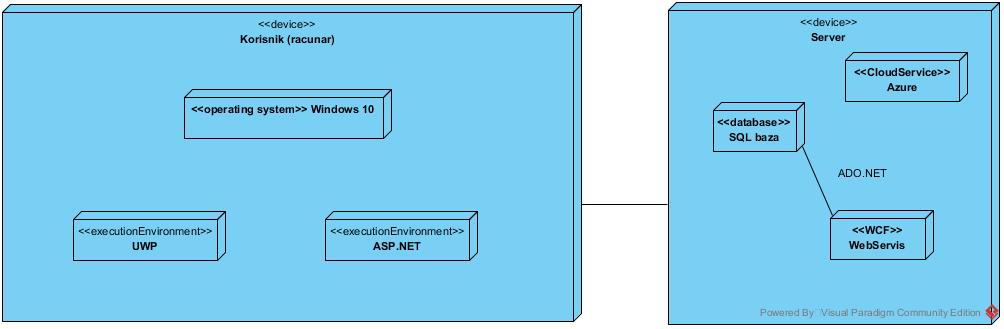 <<device>>
Korisnik (racunar)
<<operating system>> Windows 10
<<executionEnvironment>>
UWP
<<executionEnvironment>>
ASP.NET
<<device>>
Server
<<CloudService>>
Azure
<<database>>
SQL baza
ADO.NET
<<WCF>>
WebServis
Powered By Visual Paradigm Community Edition